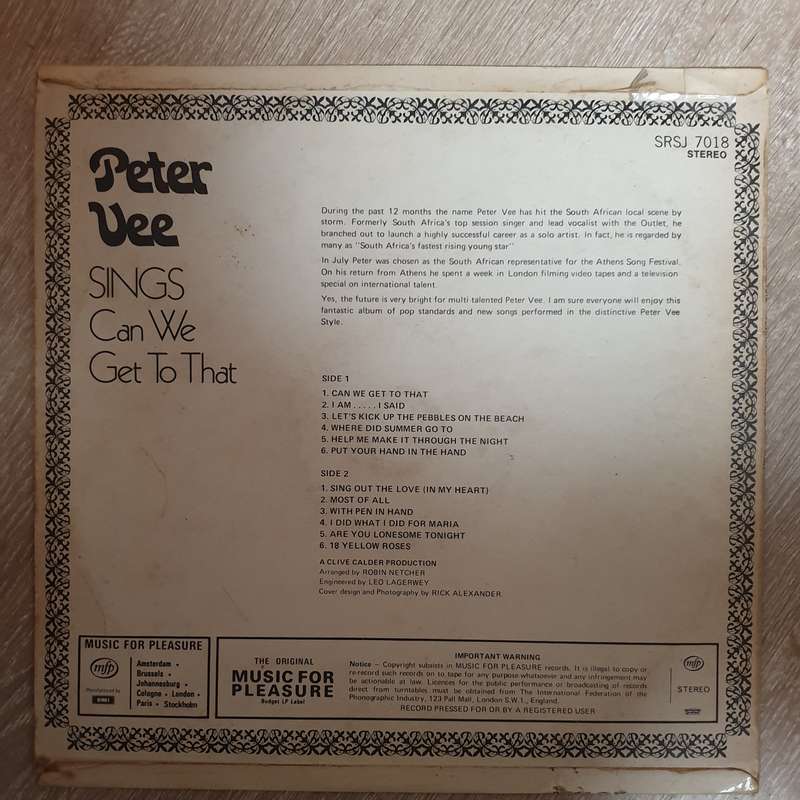 SRSJ 7018
STEREO
Peter
Vee
SINGS
Can We
Get To That
During the past 12 months the name Peter Vee has hit the South African local scene by
storm. Formerly South Africa's top session singer and lead vocalist with the Outlet, he
branched out to launch a highly successful career as a solo artist. In fact, he is regarded by
many as "South Africa's fastest rising young star"
In July Peter was chosen as the South African representative for the Athens Song Festival.
On his return from Athens he spent a week in London filming video tapes and a television
special on international talent.
Yes, the future is very bright for multi talented Peter Vee. I am sure everyone will enjoy this
fantastic album of pop standards and new songs performed in the distinctive Peter Vee
Style.
SIDE 1
1. CAN WE GET TO THAT
2. I AM . . . . . I SAID
3. LET'S KICK UP THE PEBBLES ON THE BEACH
4. WHERE DID SUMMER GO TO
5. HELP ME MAKE IT THROUGH THE NIGHT
6. PUT YOUR HAND IN THE HAND
SIDE 2
1. SING OUT THE LOVE (IN MY HEART)
2. MOST OF ALL
3. WITH PEN IN HAND
4. I DID WHAT I DID FOR MARIA
5. ARE YOU LONESOME TONIGHT
6. 18 YELLOW ROSES
A CLIVE CALDER PRODUCTION
Arranged by ROBIN NETCHER
Engineered by LEO LAGERWEY
Cover design and Photography by RICK ALEXANDER.
MUSIC FOR PLEASURE
mfp
Manufactured by
EMI
Amsterdam •
Brussels •
Johannesburg •
Cologne • London •
Paris • Stockholm
THE ORIGINAL
MUSIC FOR
PLEASURE
Budget LP Label
IMPORTANT WARNING
Notice – Copyright subsists in MUSIC FOR PLEASURE records. It is illegal to copy or
re-record such records on to tape for any purpose whatsoever and any infringement may
be actionable at law. Licences for the public performance or broadcasting of records
direct from turntables must be obtained from The International Federation of the
Phonographic Industry, 123 Pall Mall, London S.W.1., England.
RECORD PRESSED FOR OR BY A REGISTERED USER
mfp
STEREO